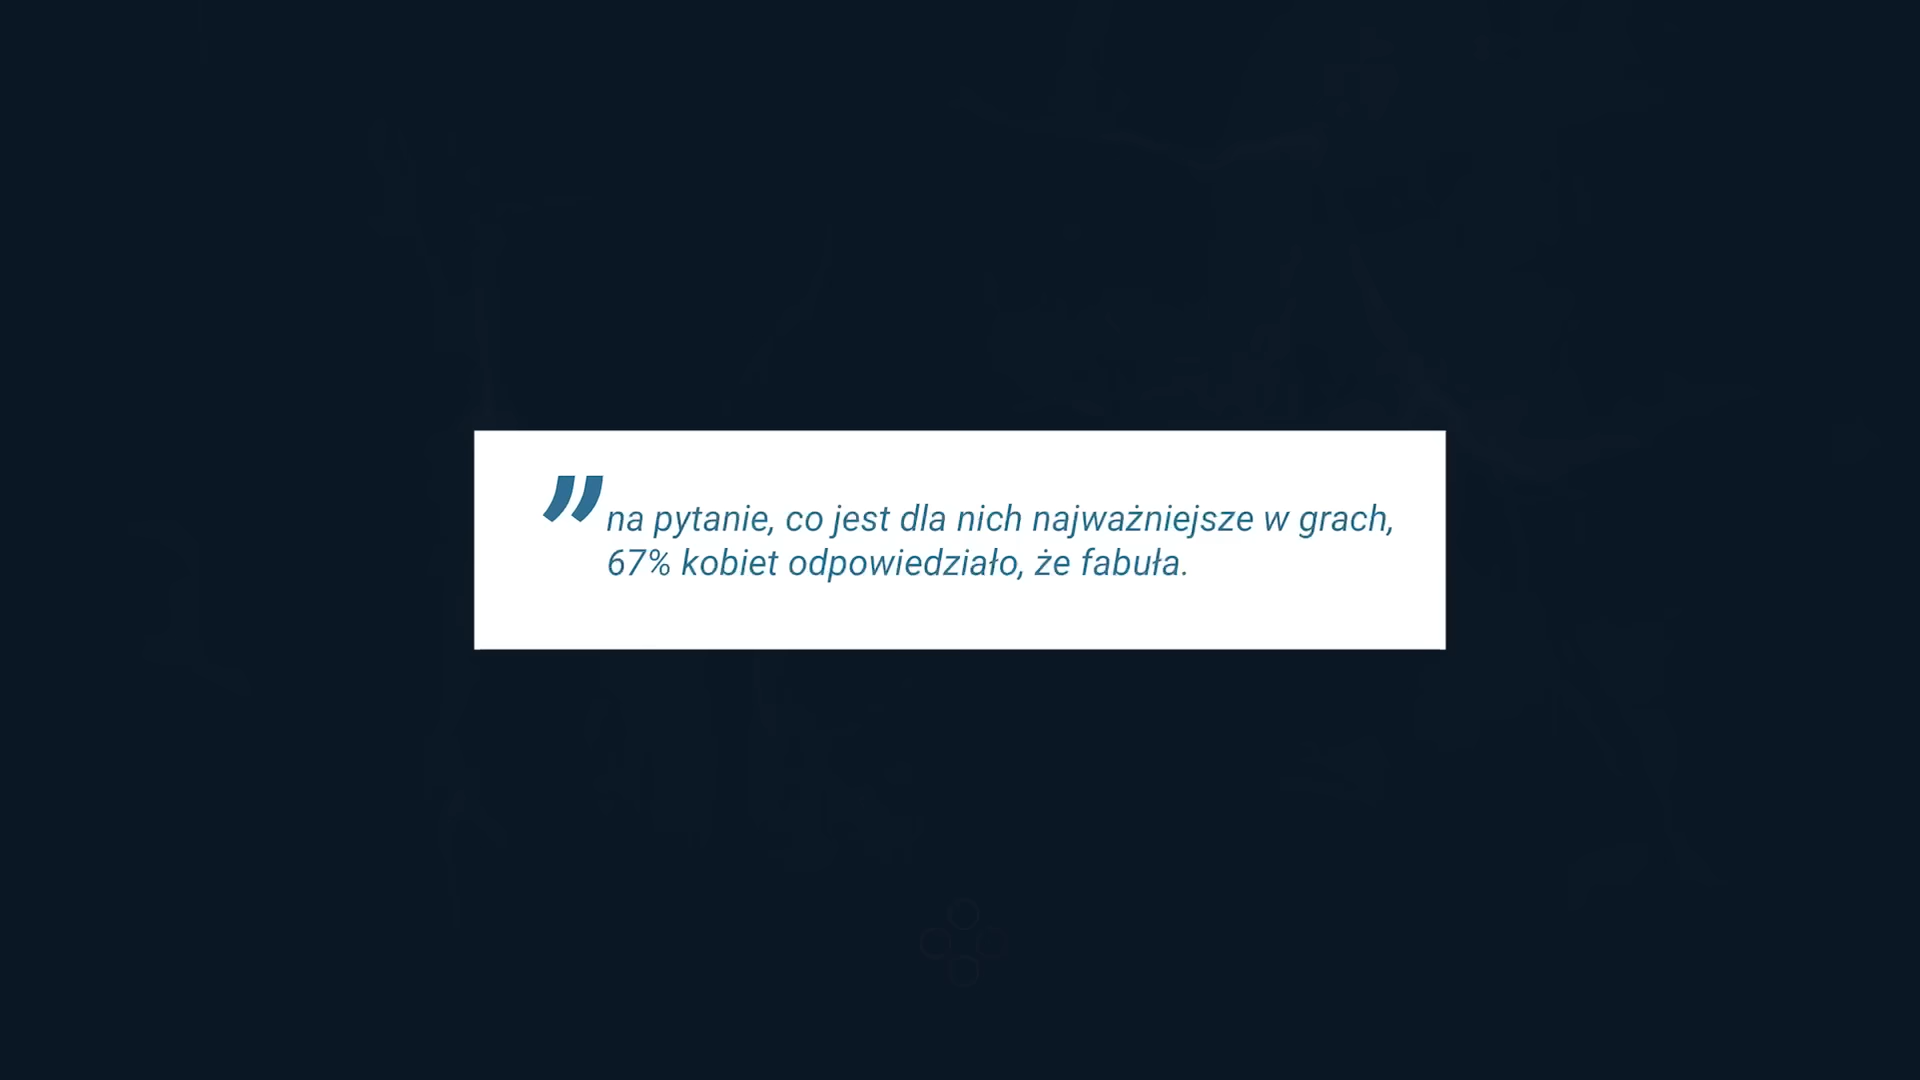 ”na pytanie, co jest dla nich najważniejsze w grach,
67% kobiet odpowiedziało, że fabuła.